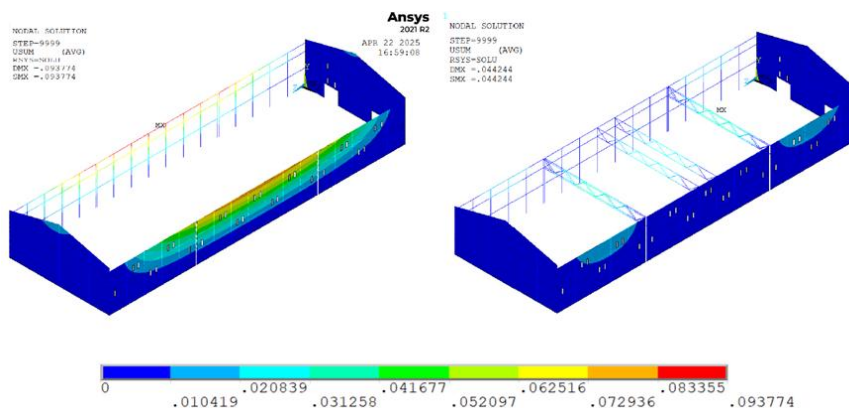 NODAL SOLUTION
STEP=9999
USUM (AVG)
RSYS=SOLU
DMX =.093774
SMX =.093774
Ansys
2021 R2
APR 22 2025
16:59:08
MX
NODAL SOLUTION
STEP=9999
USUM (AVG)
RSYS=SOLU
DMX =.044244
SMX =.044244
MX
0
.010419
.020839
.031258
.041677
.052097
.062516
.072936
.083355
.093774